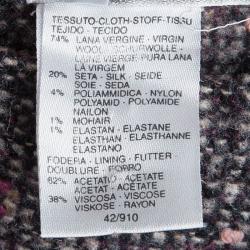 TESSUTO-CLOTH-STOFF-TISSU
TEJIDO - TECIDO
74% LANA VERGINE - VIRGIN
WOOL - SCHURWOLLE -
LAINE VIERGE PURA LANA
LA VIRGEM
20% SETA - SILK - SEIDE
SOIE - SEDA
4% POLIAMMIDICA - NYLON
POLYAMID - POLYAMIDE
NAILON
1% MOHAIR
1% ELASTAN - ELASTANE
ELASTHAN - ELASTHANNE
ELASTANO
FODERA - LINING - FUTTER
DOUBLURE - FORRO
62% ACETATO - ACETATE
ACETAT - ACÉTATE
38% VISCOSA - VISCOSE
VISKOSE - RAYON
42/910